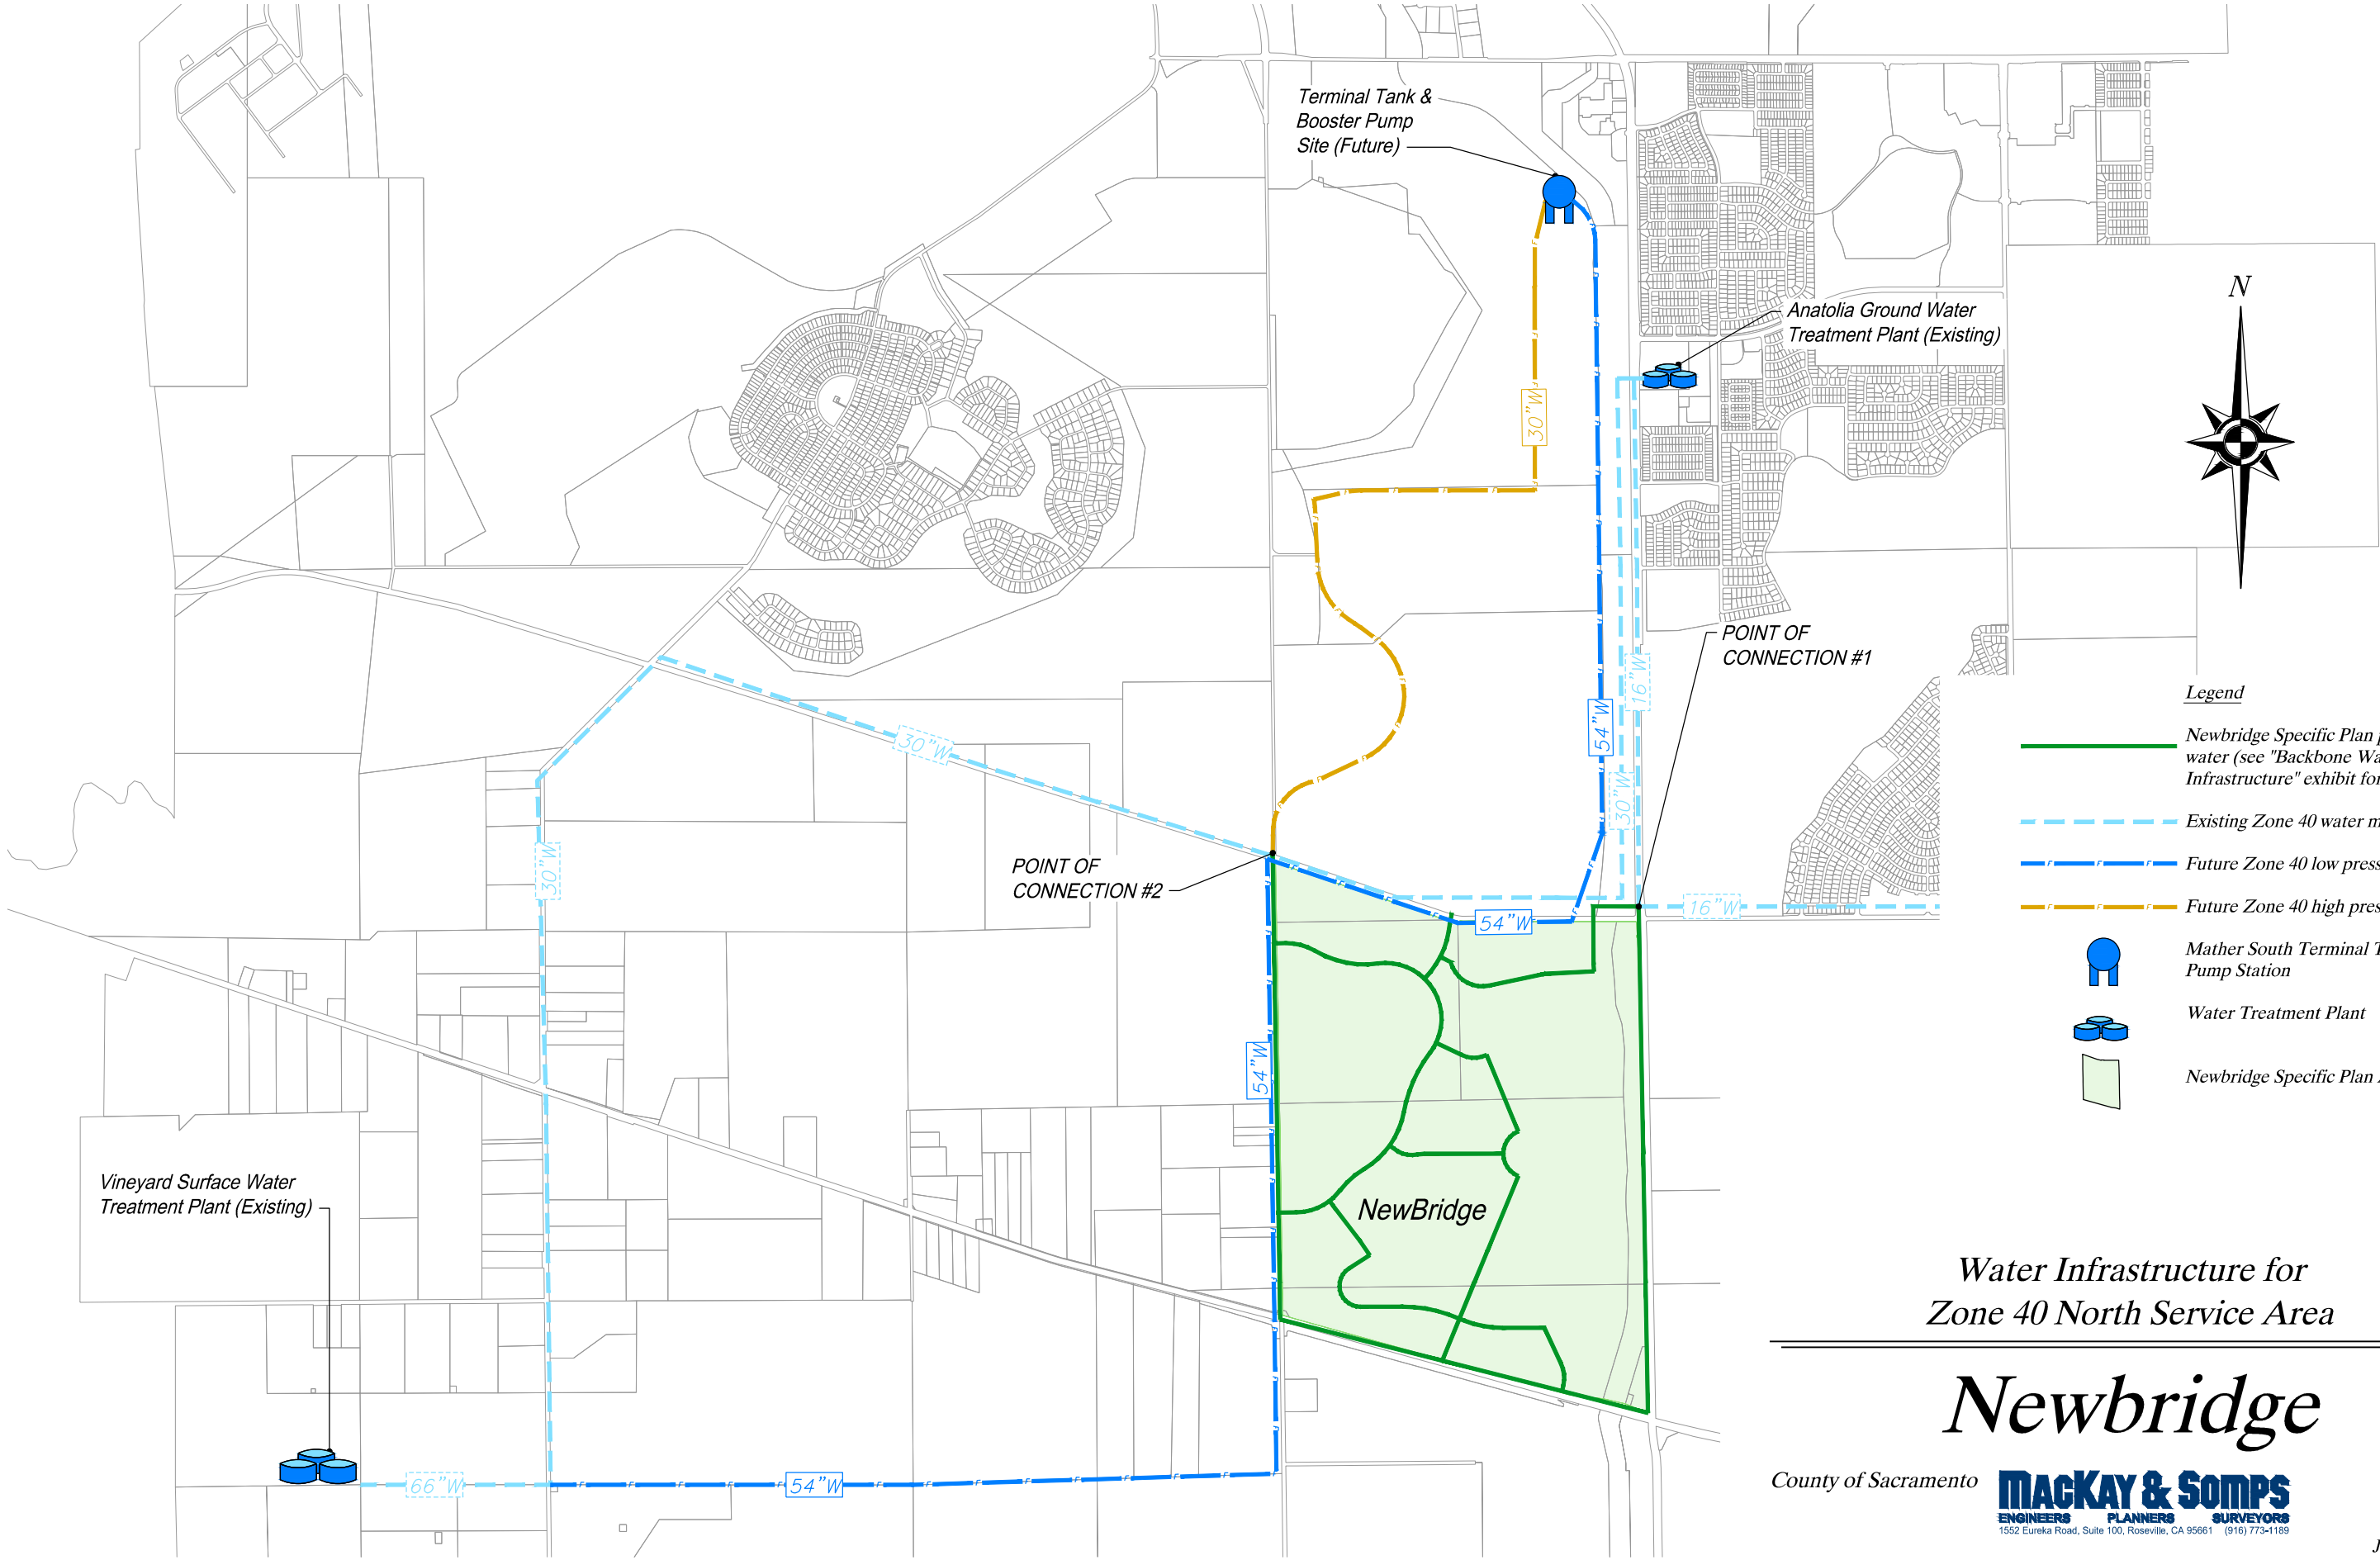 Terminal Tank &
Booster Pump
Site (Future)
N
Anatolia Ground Water
Treatment Plant (Existing)
30"W
POINT OF
CONNECTION #1
16"W
54"W
30"W
30"W
30"W
POINT OF
CONNECTION #2
16"W
54"W
54"W
Legend
Newbridge Specific Plan
water (see "Backbone
Infrastructure" exhibit
Existing Zone 40 water
Future Zone 40 low
Future Zone 40 high
Mather South Terminal
Pump Station
Water Treatment Plant
Newbridge Specific Plan
Vineyard Surface Water
Treatment Plant (Existing)
NewBridge
66"W
54"W
Water Infrastructure for
Zone 40 North Service Area
Newbridge
County of Sacramento
MACKAY & SOMPS
ENGINEERS PLANNERS SURVEYORS
1552 Eureka Road, Suite 100, Roseville, CA 95661 (916) 773-1189